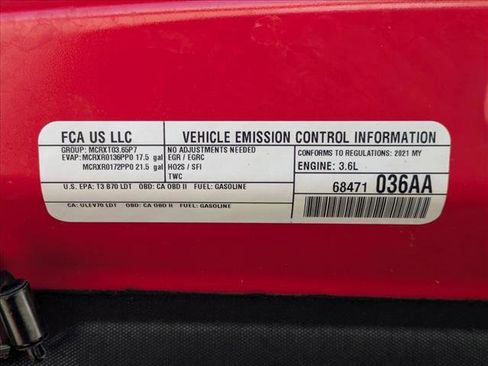 FCA US LLC
VEHICLE EMISSION CONTROL INFORMATION
GROUP: MCRXT03.65P7
EVAP: MCRXR0136PP0 17.5 gal
MCRXR0172PP0 21.5 gal
NO ADJUSTMENTS NEEDED
EGR / EGRC
HO2S / SFI
TWC
CONFORMS TO REGULATIONS: 2021 MY
ENGINE: 3.6L
68471 036AA
U.S. EPA: T3 B70 LDT OBD: CA OBD II FUEL: GASOLINE
CA: ULEV70 LDT OBD: CA OBD II FUEL: GASOLINE